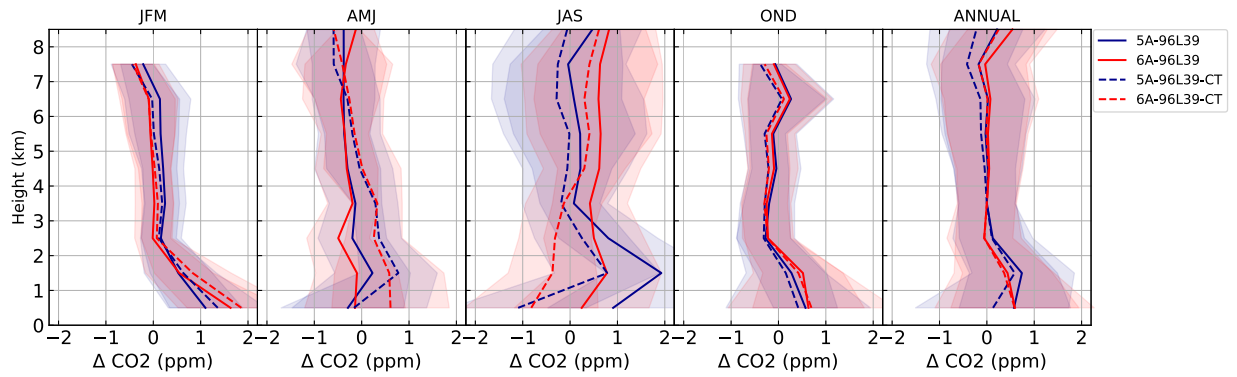 JFM AMJ JAS OND ANNUAL
8
7
6
5
4
3
2
1
0
Height (km)
−2 −1 0 1 2 −2 −1 0 1 2 −2 −1 0 1 2 −2 −1 0 1 2 −2 −1 0 1 2
Δ CO2 (ppm) Δ CO2 (ppm) Δ CO2 (ppm) Δ CO2 (ppm) Δ CO2 (ppm)
5A-96L39
6A-96L39
5A-96L39-CT
6A-96L39-CT